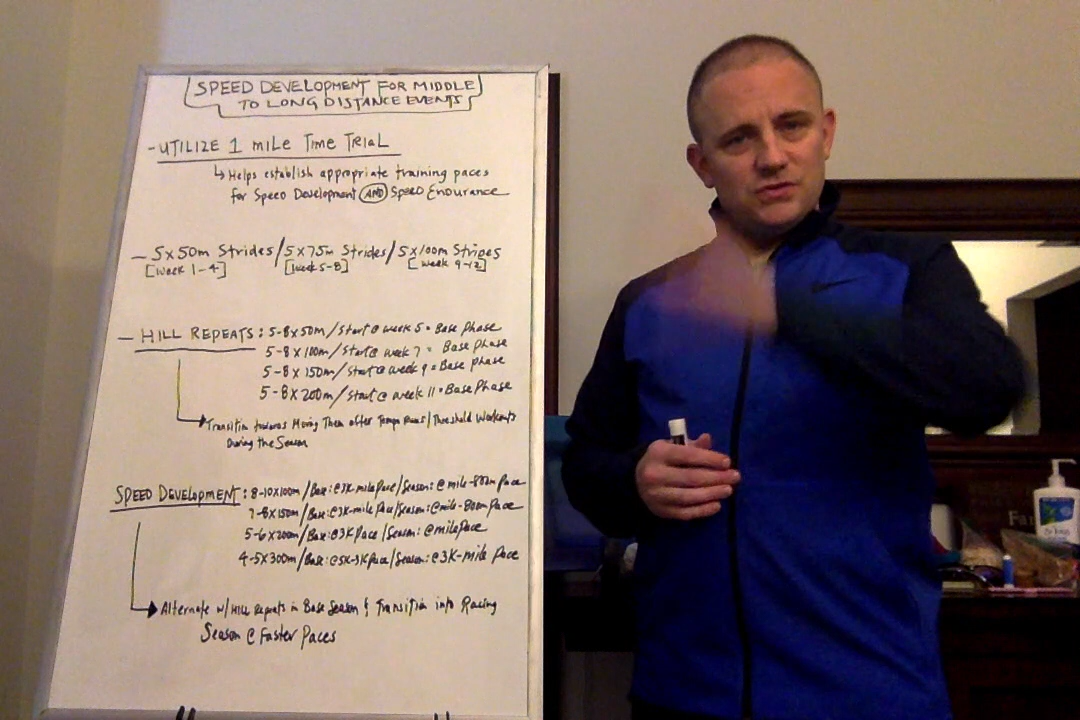 SPEED DEVELOPMENT FOR MIDDLE
TO LONG DISTANCE EVENTS
- UTILIZE 1 mile Time TRIAL
↳ Helps establish appropriate training paces
for Speed Development AND Speed Endurance
- 5x50m Strides/5x75m Strides/5x100m Strides
[Week 1-4] [Week 5-8] [Week 9-12]
- HILL REPEATS: 5-8x50m/Start@ week 5 = Base Phase
5-8x100m/Start@ week 7 = Base Phase
5-8x150m/Start@ week 9 = Base Phase
5-8x200m/Start@ week 11 = Base Phase
Transition towards Moving Them after Tempo Runs/Threshold Workouts
During the Season
SPEED DEVELOPMENT: 8-10x100m/Base:@3K-mile Pace/Season:@mile-800m Pace
7-8x150m/Base:@3K-mile Pace/Season:@mile-800m Pace
5-6x200m/Base:@3K Pace/Season:@mile Pace
4-5x300m/Base:@5K-3K Pace/Season:@3K-mile Pace
Alternate w/Hill Repeats in Base Season & Transition into Racing
Season @ Faster Paces